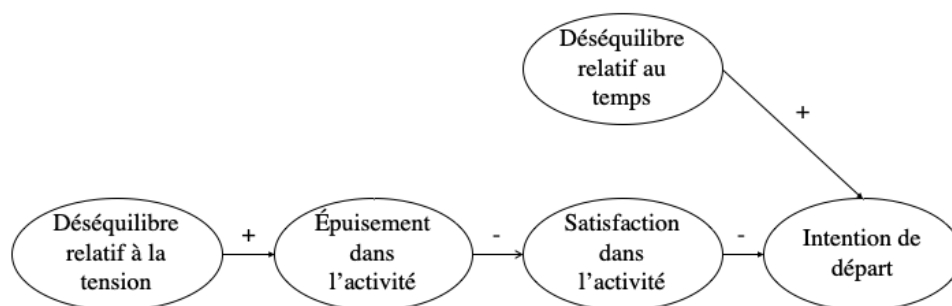 Déséquilibre
relatif au
temps
+
Déséquilibre
relatif à la
tension
+
Épuisement
dans
l'activité
-
Satisfaction
dans
l'activité
-
Intention de
départ